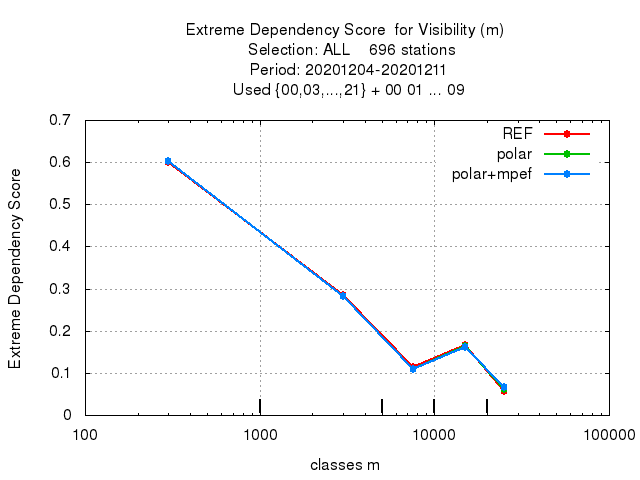 Extreme Dependency Score  for Visibility (m)
Selection: ALL    696 stations
Period: 20201204-20201211
Used {00,03,...,21} + 00 01 ... 09
0.7
0.6
0.5
0.4
0.3
0.2
0.1
0
Extreme Dependency Score
REF
polar
polar+mpef
100
1000
10000
100000
classes m